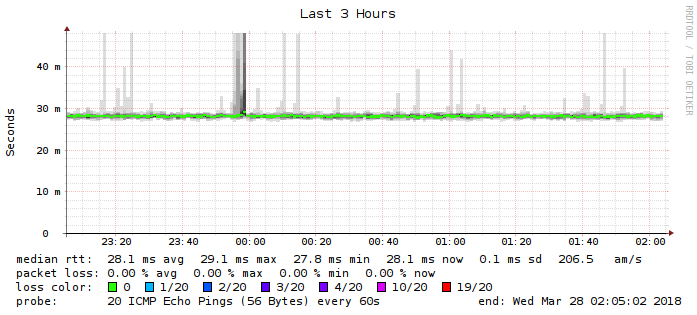 Last 3 Hours
RRDTOOL / TOBI OETIKER
Seconds
40 m
30 m
20 m
10 m
0
23:20 23:40 00:00 00:20 00:40 01:00 01:20 01:40 02:00
median rtt: 28.1 ms avg 29.1 ms max 27.8 ms min 28.1 ms now 0.1 ms sd 206.5 am/s
packet loss: 0.00 % avg 0.00 % max 0.00 % min 0.00 % now
loss color: 0 1/20 2/20 3/20 4/20 10/20 19/20
probe: 20 ICMP Echo Pings (56 Bytes) every 60s end: Wed Mar 28 02:05:02 2018